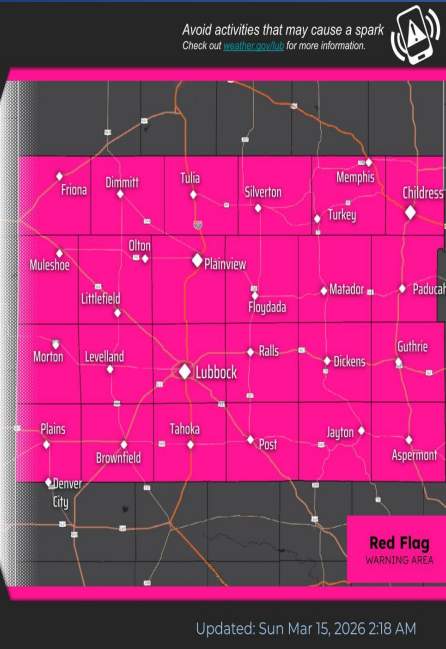 Avoid activities that may cause a spark
Check out weather.gov/lub for more information.
Friona
Dimmitt
Tulia
Silverton
Memphis
Turkey
Childress
Muleshoe
Olton
Plainview
Littlefield
Floydada
Matador
Paducah
Morton
Levelland
Lubbock
Ralls
Dickens
Guthrie
Plains
Brownfield
Tahoka
Post
Jayton
Aspermont
Denver
City
Red Flag
WARNING AREA
Updated: Sun Mar 15, 2026 2:18 AM